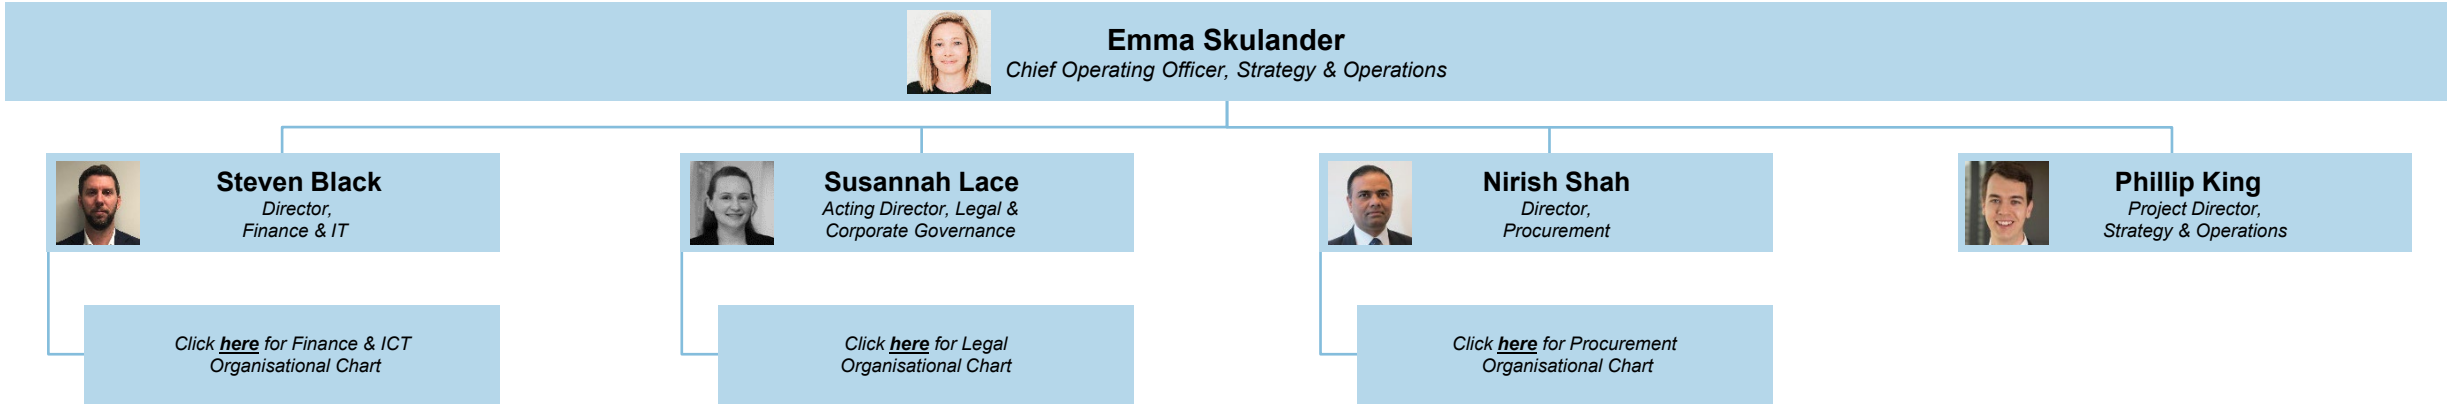 Emma Skulander
Chief Operating Officer, Strategy & Operations
Steven Black
Director,
Finance & IT
Susannah Lace
Acting Director, Legal &
Corporate Governance
Nirish Shah
Director,
Procurement
Phillip King
Project Director,
Strategy & Operations
Click here for Finance & ICT
Organisational Chart
Click here for Legal
Organisational Chart
Click here for Procurement
Organisational Chart